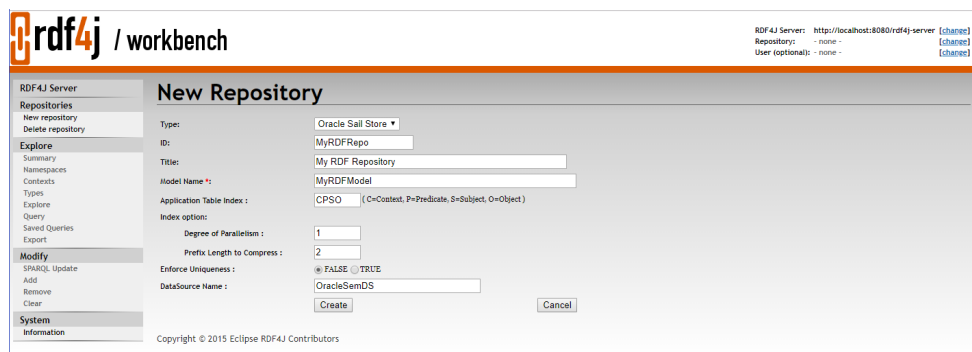 rdf4j / workbench
RDF4J Server: http://localhost:8080/rdf4j-server [change]
Repository: - none - [change]
User (optional): - none - [change]
RDF4J Server
Repositories
New repository
Delete repository
Explore
Summary
Namespaces
Contexts
Types
Explore
Query
Saved Queries
Export
Modify
SPARQL Update
Add
Remove
Clear
System
Information
New Repository
Type: Oracle Sail Store
ID: MyRDFRepo
Title: My RDF Repository
Model Name *: MyRDFModel
Application Table Index : CPSO ( C=Context, P=Predicate, S=Subject, O=Object )
Index option:
Degree of Parallelism : 1
Prefix Length to Compress : 2
Enforce Uniqueness : FALSE TRUE
DataSource Name : OracleSemDS
Create Cancel
Copyright © 2015 Eclipse RDF4J Contributors